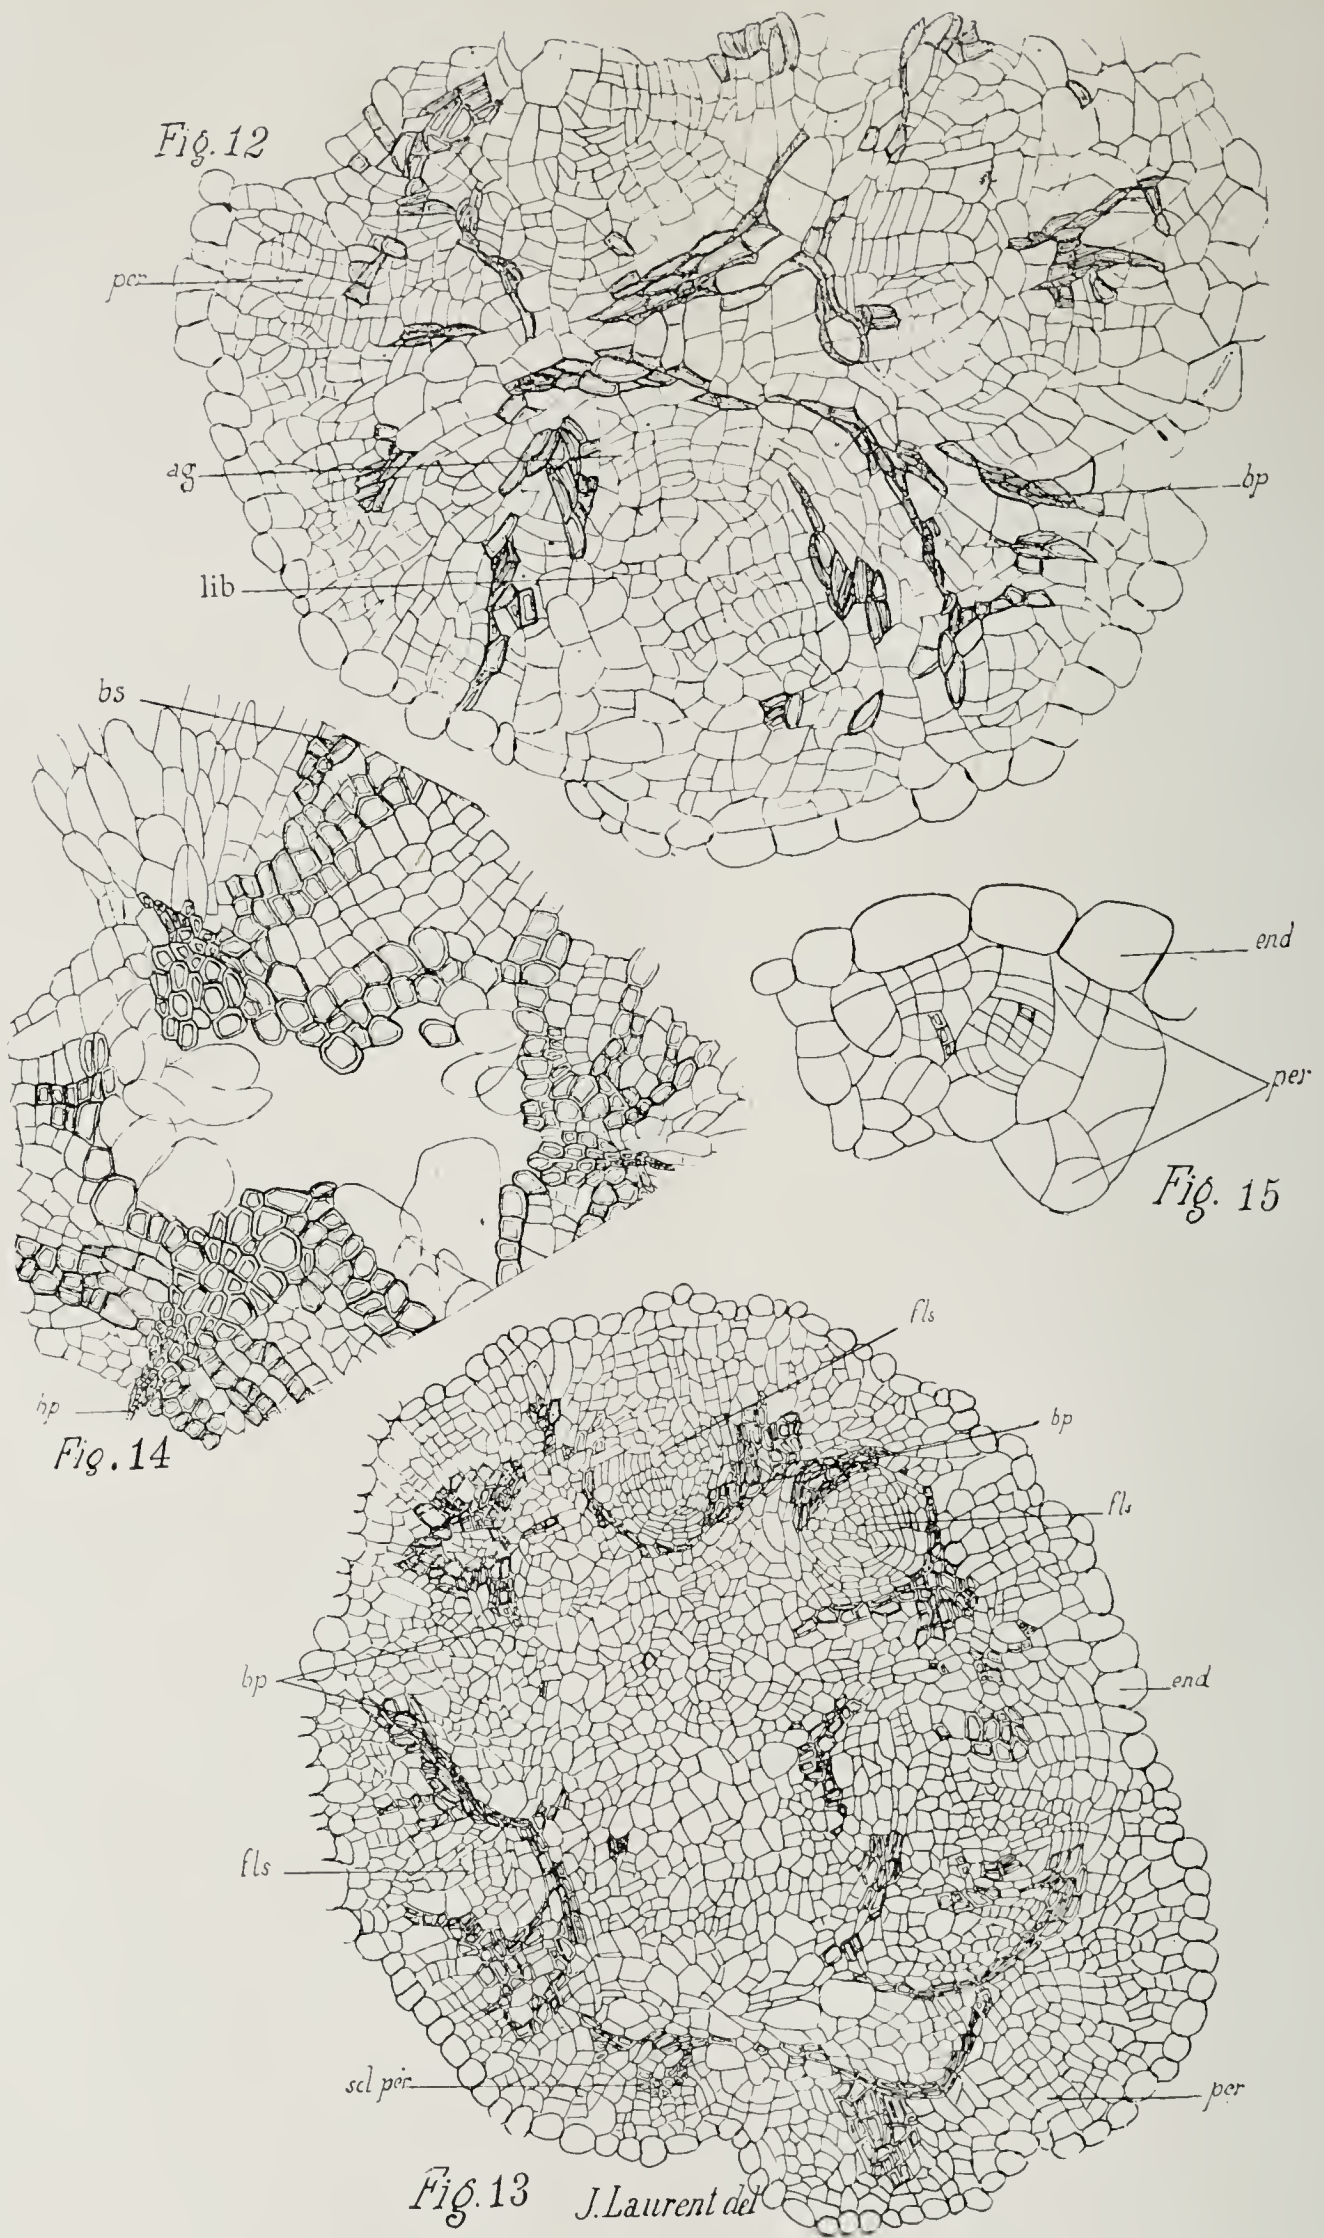 Fig. 12
per
ag
bp
lib
bs
end
per
Fig. 15
bp
Fig. 14
fls
bp
fls
bp
end
fls
scl per
per
Fig. 13
J. Laurent del